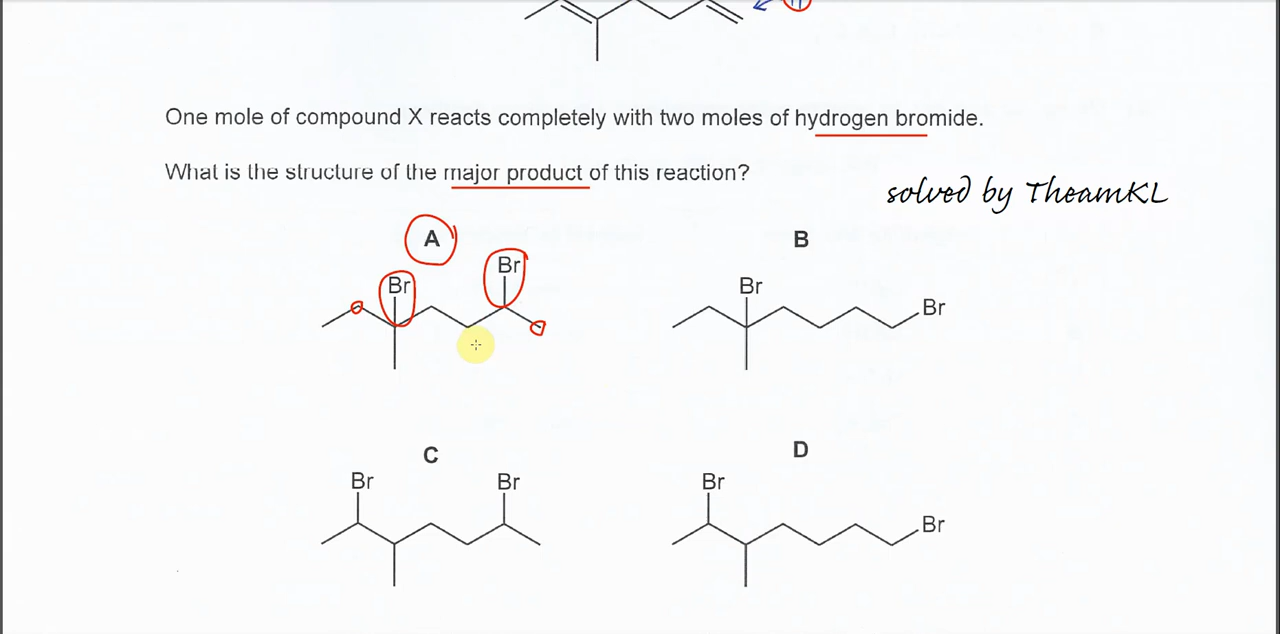 One mole of compound X reacts completely with two moles of hydrogen bromide.
What is the structure of the major product of this reaction?
solved by TheamKL
A
B
Br
Br
Br
Br
C
D
Br
Br
Br
Br